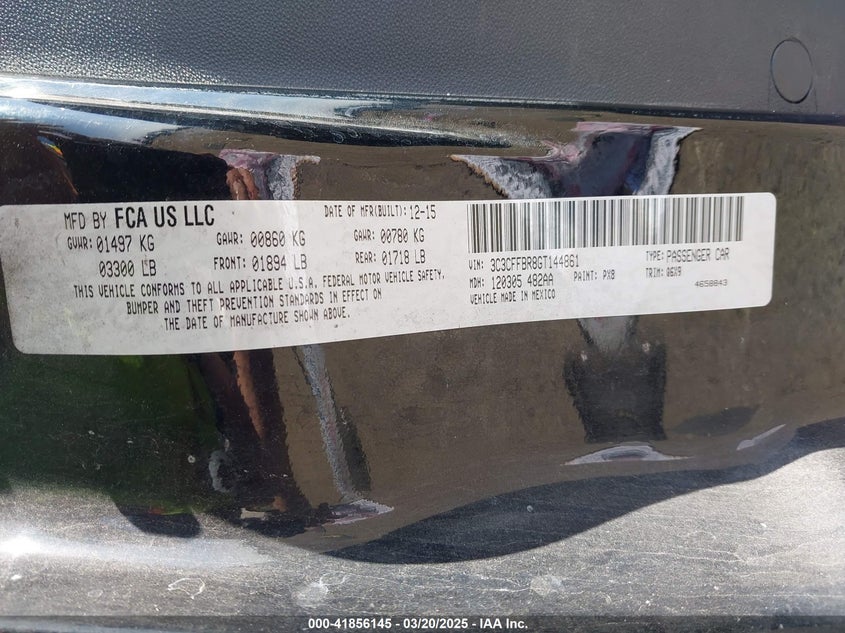 MFD BY FCA US LLC DATE OF MFR(BUILT): 12-15
GVWR: 01497 KG GAWR: 00860 KG GAWR: 00780 KG
03300 LB FRONT: 01894 LB REAR: 01718 LB
THIS VEHICLE CONFORMS TO ALL APPLICABLE U.S.A. FEDERAL MOTOR VEHICLE SAFETY,
BUMPER AND THEFT PREVENTION STANDARDS IN EFFECT ON
THE DATE OF MANUFACTURE SHOWN ABOVE.
VIN: 3C3CFFBR8GT144861 TYPE: PASSENGER CAR
MDH: 120305 482AA PAINT: PX8 TRIM: Q6X9
VEHICLE MADE IN MEXICO 4658843
000-41856145 - 03/20/2025 - IAA Inc.